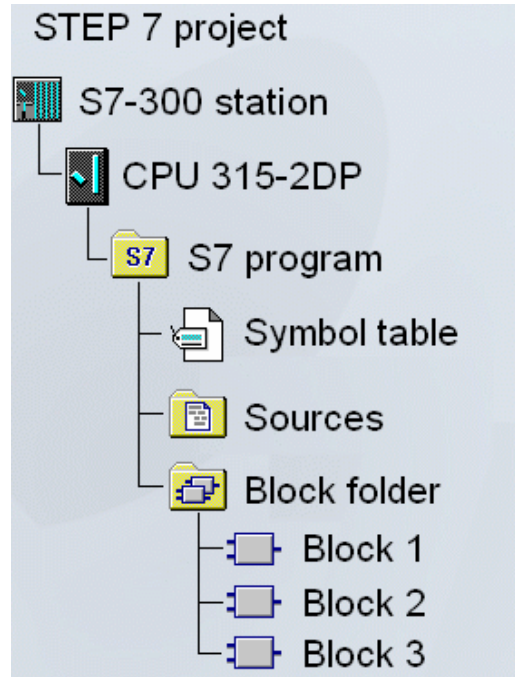 STEP 7 project
S7-300 station
CPU 315-2DP
S7 S7 program
Symbol table
Sources
Block folder
Block 1
Block 2
Block 3